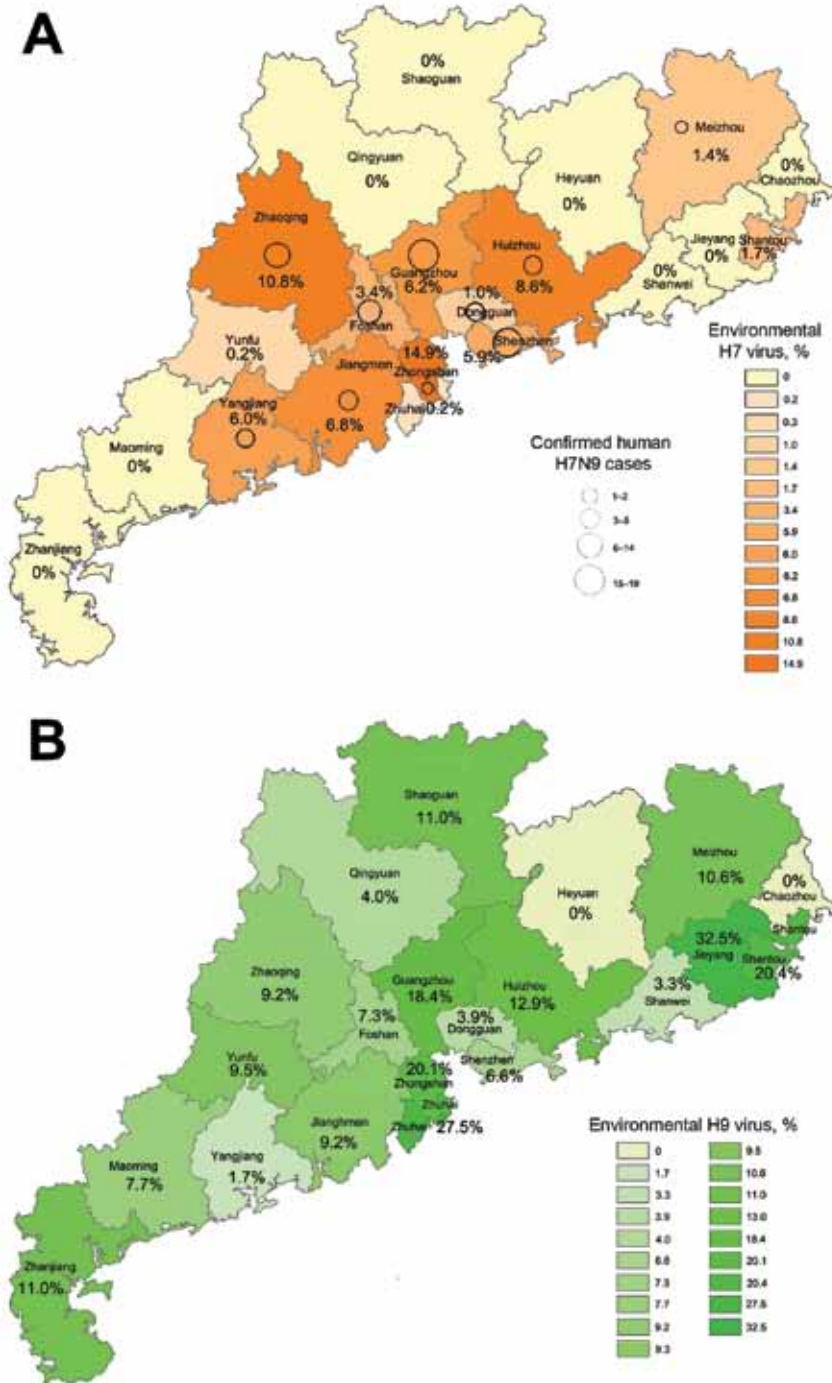 A
0%
Shaoguan
Meizhou
1.4%
Qingyuan
0%
Heyuan
0%
0%
Chaozhou
Zhaoqing
10.8%
Guangzhou
6.2%
Huizhou
8.6%
Jieyang
0%
Shantou
1.7%
0%
Shanwei
3.4%
Foshan
1.0%
Dongguan
Yunfu
0.2%
Shenzhen
5.9%
Jiangmen
6.8%
14.9%
Zhongshan
Zhuhai 0.2%
Yangjiang
6.0%
Maoming
0%
Zhanjiang
0%
Confirmed human
H7N9 cases
1–2
3–5
6–14
15–19
Environmental
H7 virus, %
0
0.2
0.3
1.0
1.4
1.7
3.4
5.9
6.0
6.2
6.8
8.6
10.8
14.9
B
Shaoguan
11.0%
Meizhou
10.6%
Qingyuan
4.0%
Heyuan
0%
0%
Chaozhou
Shantou
32.5%
Jieyang
Shantou
20.4%
Zhaoqing
9.2%
Guangzhou
18.4%
Huizhou
12.9%
3.3%
Shanwei
7.3%
Foshan
3.9%
Dongguan
Shenzhen
6.6%
Yunfu
9.5%
20.1%
Zhongshan
Zhuhai
Zhuhai 27.5%
Jianghmen
9.2%
Yangjiang
1.7%
Maoming
7.7%
Zhanjiang
11.0%
Environmental H9 virus, %
0
1.7
3.3
3.9
4.0
6.6
7.3
7.7
9.2
9.3
9.5
10.6
11.0
13.0
18.4
20.1
20.4
27.5
32.5